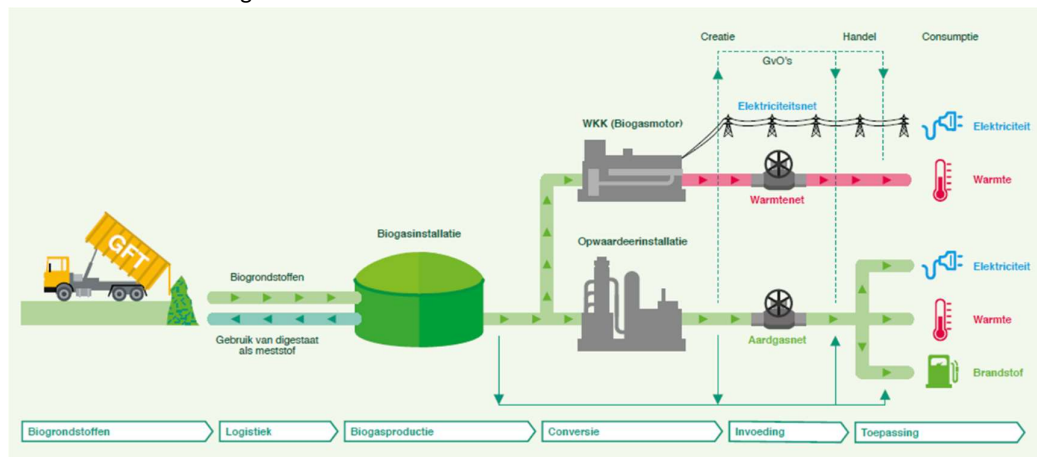 Creatie
Handel
Consumptie
GvO's
Elektriciteitsnet
WKK (Biogasmotor)
Elektriciteit
Warmte
Warmtenet
GFT
Biogasinstallatie
Opwaardeerinstallatie
Biogrondstoffen
Elektriciteit
Warmte
Gebruik van digestaat
als meststof
Aardgasnet
Brandstof
Biogrondstoffen
Logistiek
Biogasproductie
Conversie
Invoeding
Toepassing